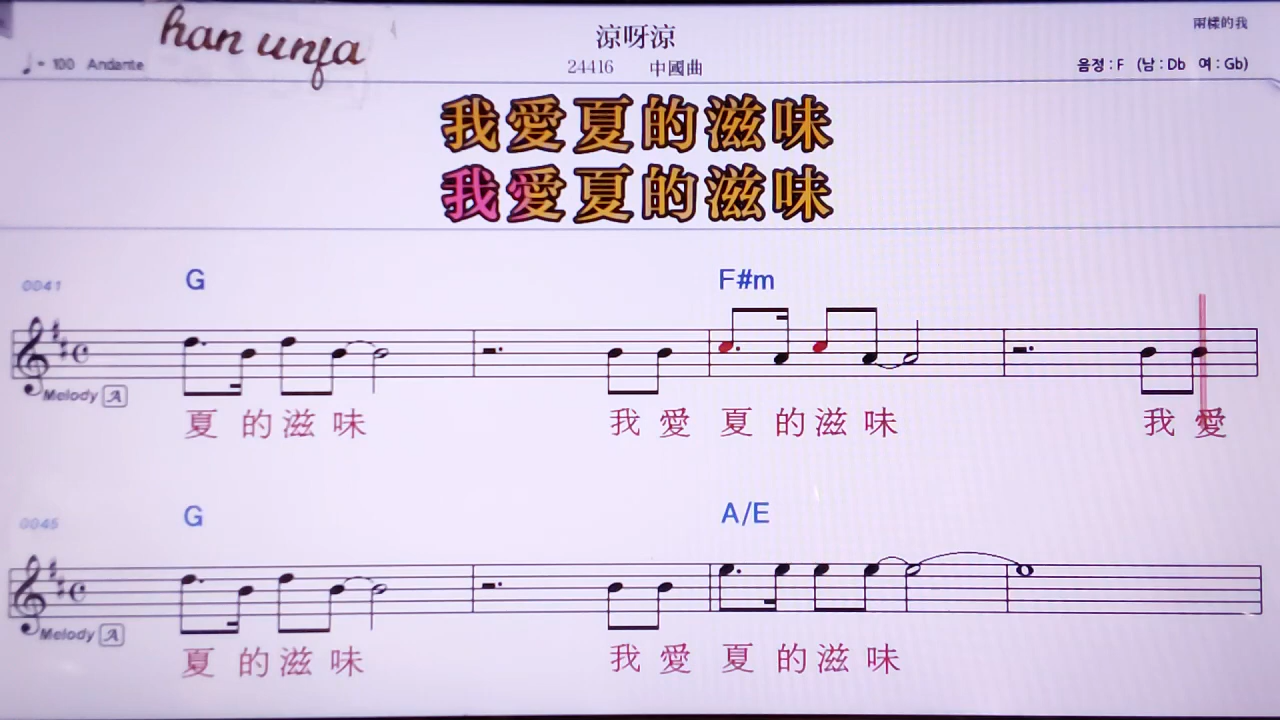 han unfa
涼呀涼
兩樣的我
♩= 100 Andante
24416 中國曲
음정 : F (남 : Db 여 : Gb)
我愛夏的滋味
我愛夏的滋味
0041
G F#m
Melody A
夏 的 滋 味 我 愛 夏 的 滋 味 我 愛
0045
G A/E
Melody A
夏 的 滋 味 我 愛 夏 的 滋 味